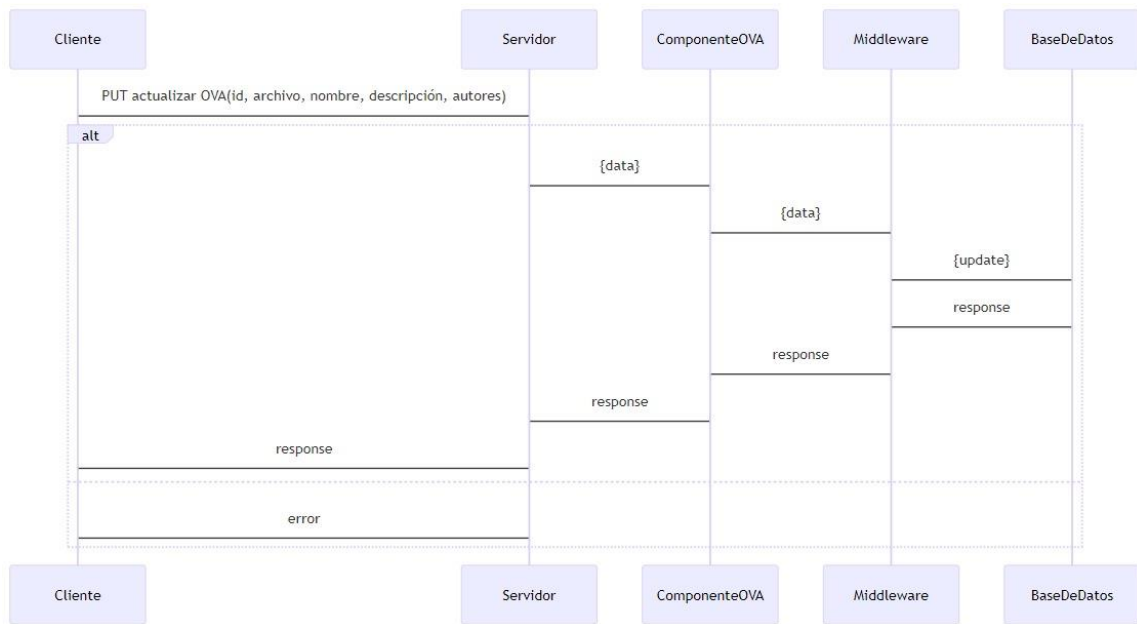 Cliente
Servidor
ComponenteOVA
Middleware
BaseDeDatos
PUT actualizar OVA(id, archivo, nombre, descripción, autores)
alt
{data}
{data}
{update}
response
response
response
response
error
Cliente
Servidor
ComponenteOVA
Middleware
BaseDeDatos